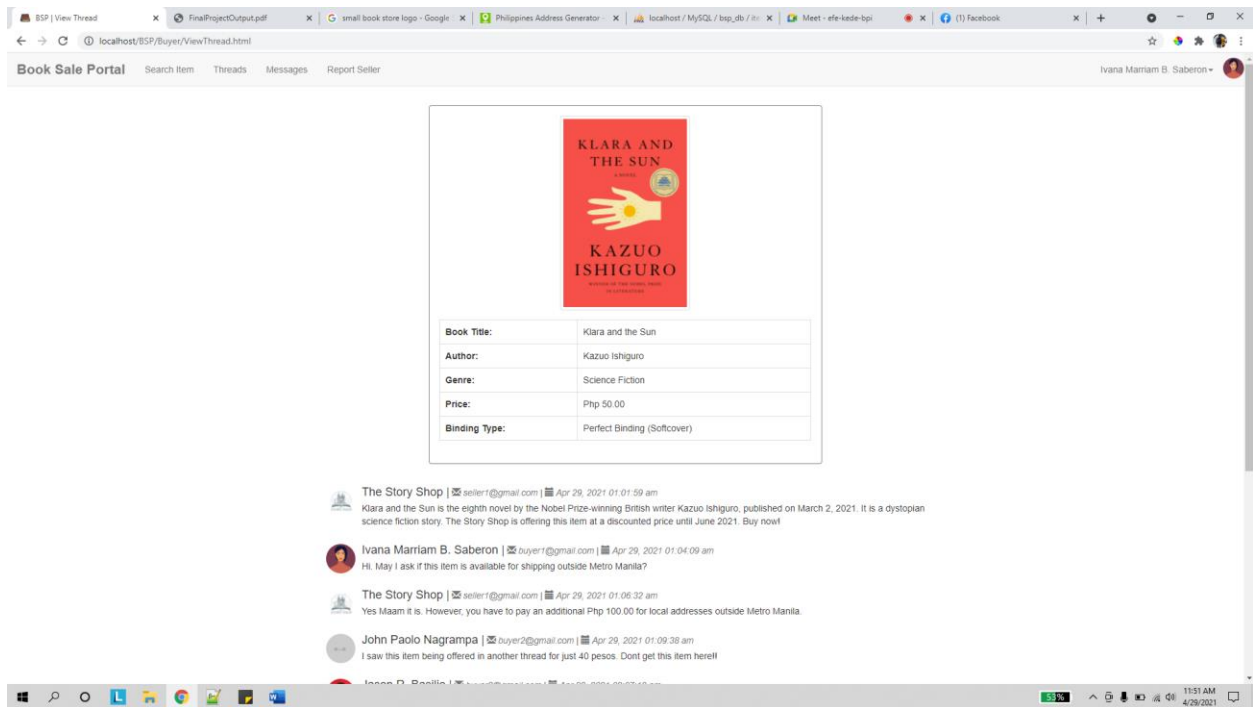 BSP | View Thread
FinalProjectOutput.pdf
small book store logo - Google
Philippines Address Generator -
localhost / MySQL / bsp_db /
Meet - efe-kede-bpi
(1) Facebook
localhost/BSP/Buyer/ViewThread.html
Book Sale Portal Search Item Threads Messages Report Seller Ivana Marriam B. Saberon
KLARA AND
THE SUN
A NOVEL
KAZUO
ISHIGURO
WINNER OF THE NOBEL PRIZE
IN LITERATURE
Book Title: Klara and the Sun
Author: Kazuo Ishiguro
Genre: Science Fiction
Price: Php 50.00
Binding Type: Perfect Binding (Softcover)
The Story Shop | seller1@gmail.com | Apr 29, 2021 01:01:59 am
Klara and the Sun is the eighth novel by the Nobel Prize-winning British writer Kazuo Ishiguro, published on March 2, 2021. It is a dystopian
science fiction story. The Story Shop is offering this item at a discounted price until June 2021. Buy now!
Ivana Marriam B. Saberon | buyer1@gmail.com | Apr 29, 2021 01:04:09 am
Hi. May I ask if this item is available for shipping outside Metro Manila?
The Story Shop | seller1@gmail.com | Apr 29, 2021 01:06:32 am
Yes Maam it is. However, you have to pay an additional Php 100.00 for local addresses outside Metro Manila.
John Paolo Nagrampa | buyer2@gmail.com | Apr 29, 2021 01:09:38 am
I saw this item being offered in another thread for just 40 pesos. Dont get this item here!!
53%
11:51 AM
4/29/2021